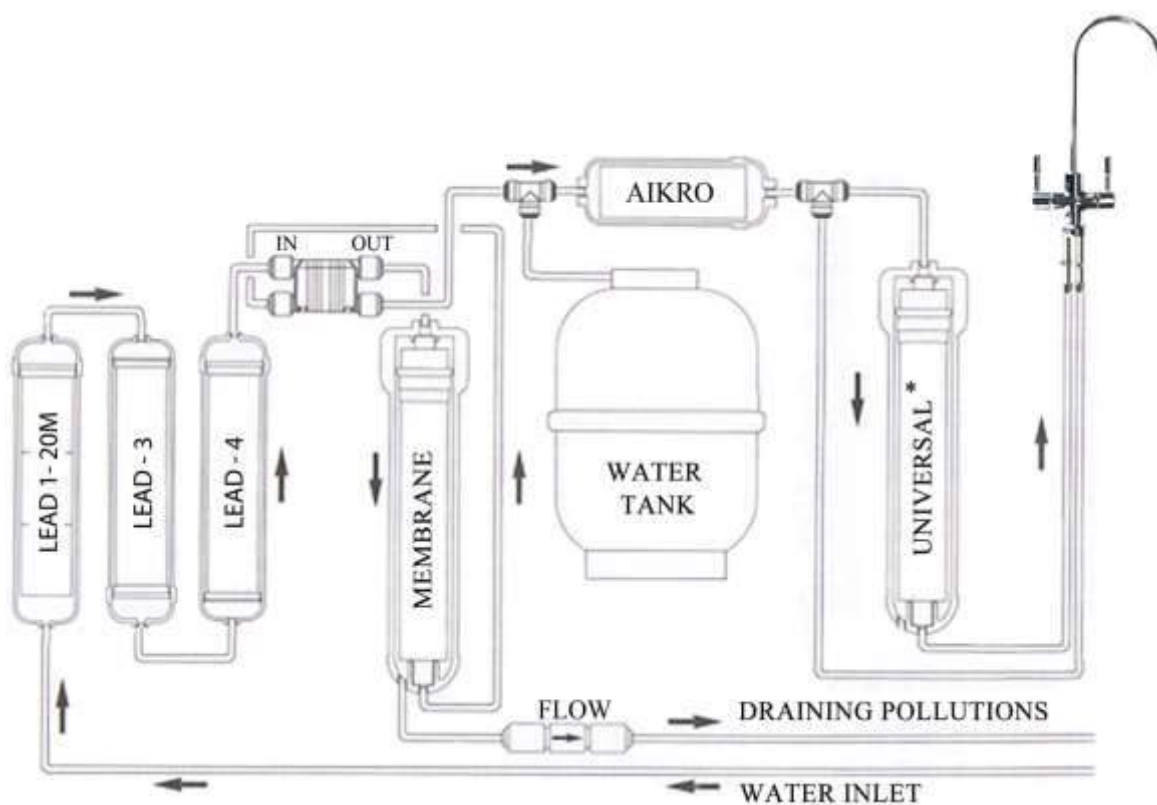 AIKRO
IN OUT
LEAD 1- 20M
LEAD - 3
LEAD - 4
MEMBRANE
WATER
TANK
UNIVERSAL *
FLOW
DRAINING POLLUTIONS
WATER INLET